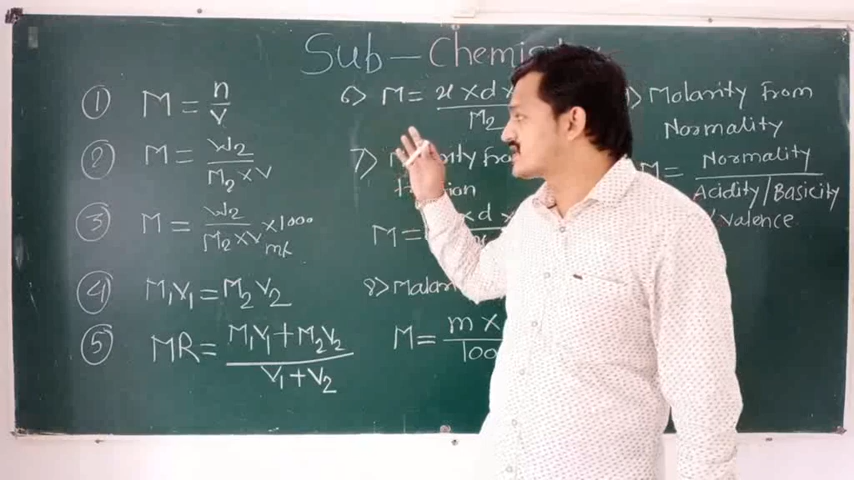 Sub - Chemis
① M = n/v
② M = W₂/M₂ × V
③ M = W₂/M₂ × V × 1000 ml
④ M₁V₁ = M₂V₂
⑤ MR = M₁V₁ + M₂V₂/V₁ + V₂
6> M = x × d ×/M₂
7>
M = × d ×
8> Malari
M = m ×/100
Molarity from
Normality
M = Normality/Acidity/Basicity
valence